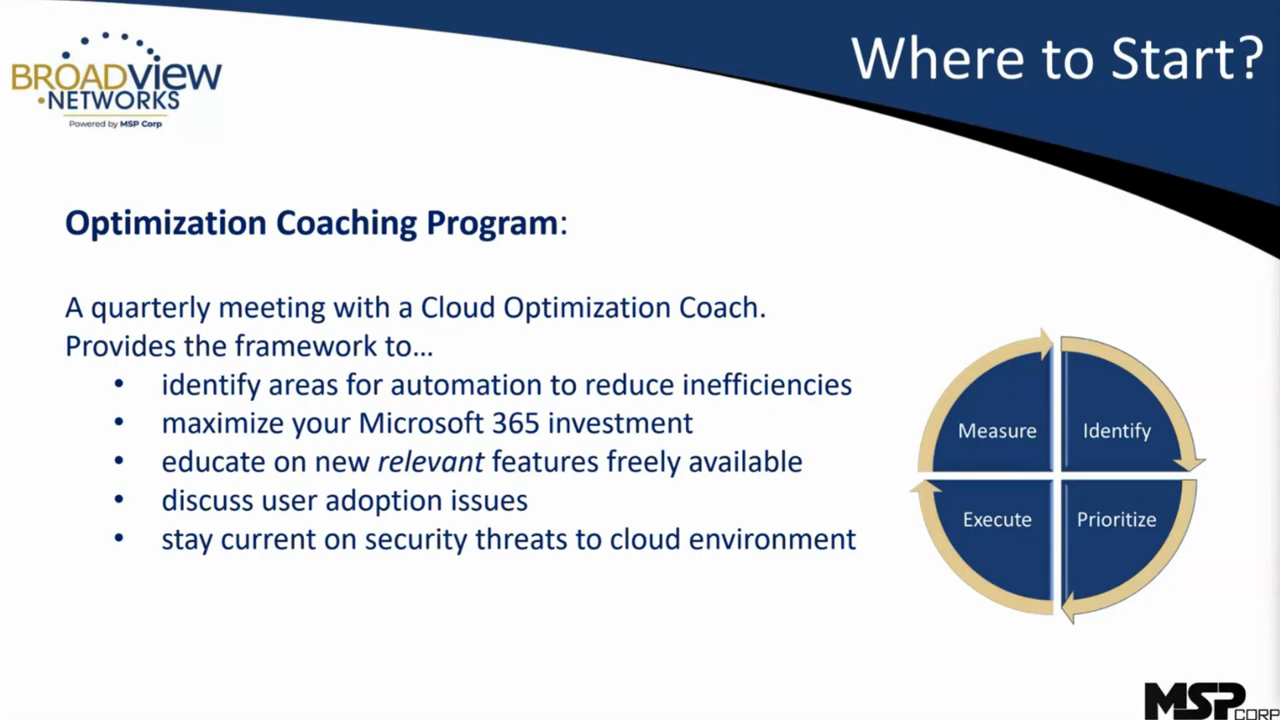 BROADVIEW
NETWORKS
Powered by MSP Corp
Where to Start?
Optimization Coaching Program:
A quarterly meeting with a Cloud Optimization Coach.
Provides the framework to...
• identify areas for automation to reduce inefficiencies
• maximize your Microsoft 365 investment
• educate on new relevant features freely available
• discuss user adoption issues
• stay current on security threats to cloud environment
Measure
Identify
Execute
Prioritize
MSP
CORP